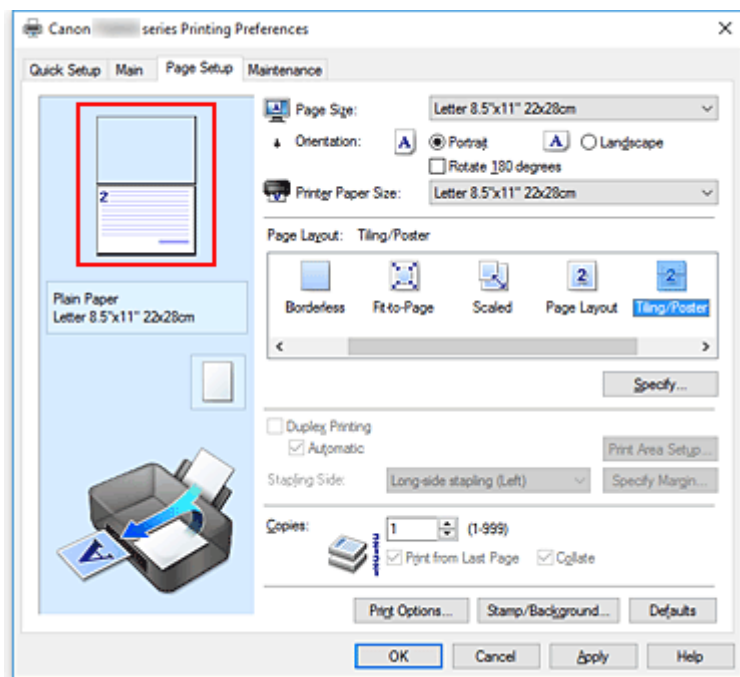 Canon series Printing Preferences
Quick Setup Main Page Setup Maintenance
Page Size: Letter 8.5"x11" 22x28cm
Orientation: A Portrait A Landscape
Rotate 180 degrees
Printer Paper Size: Letter 8.5"x11" 22x28cm
2
Page Layout: Tiling/Poster
2 2
Borderless Fit-to-Page Scaled Page Layout Tiling/Poster
Plain Paper
Letter 8.5"x11" 22x28cm
Specify...
Duplex Printing
Automatic Print Area Setup...
Stapling Side: Long-side stapling (Left) Specify Margin...
Copies: 1 (1-999)
Print from Last Page Collate
A
Print Options... Stamp/Background... Defaults
OK Cancel Apply Help